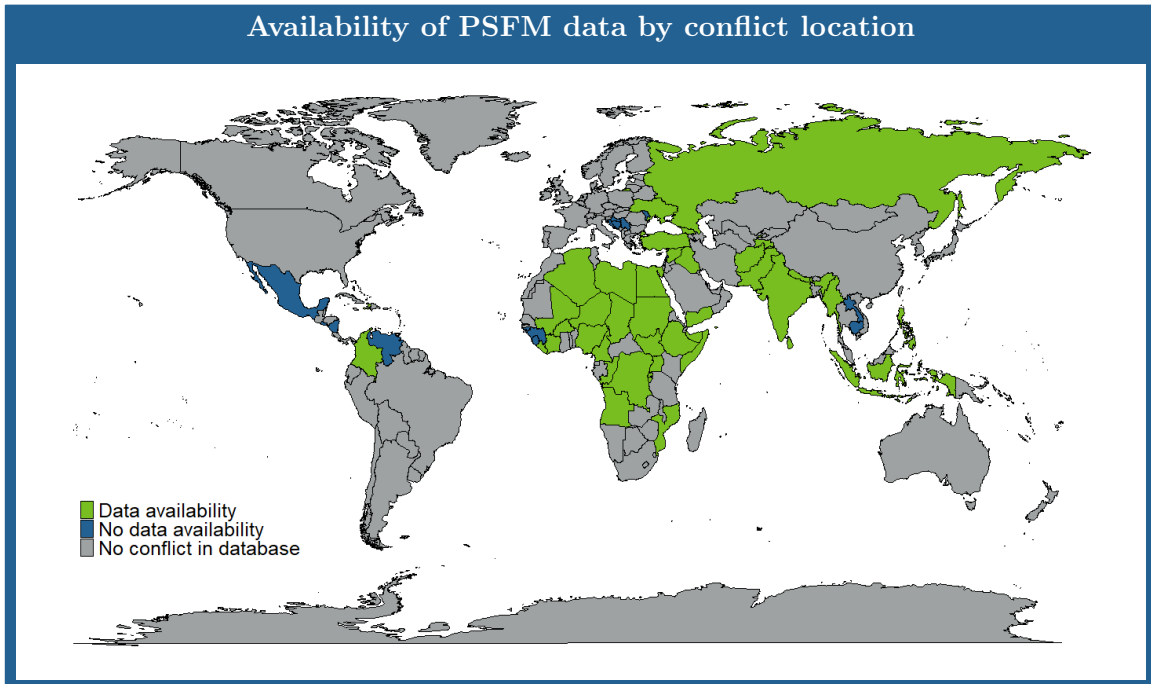 Availability of PSFM data by conflict location
Data availability
No data availability
No conflict in database